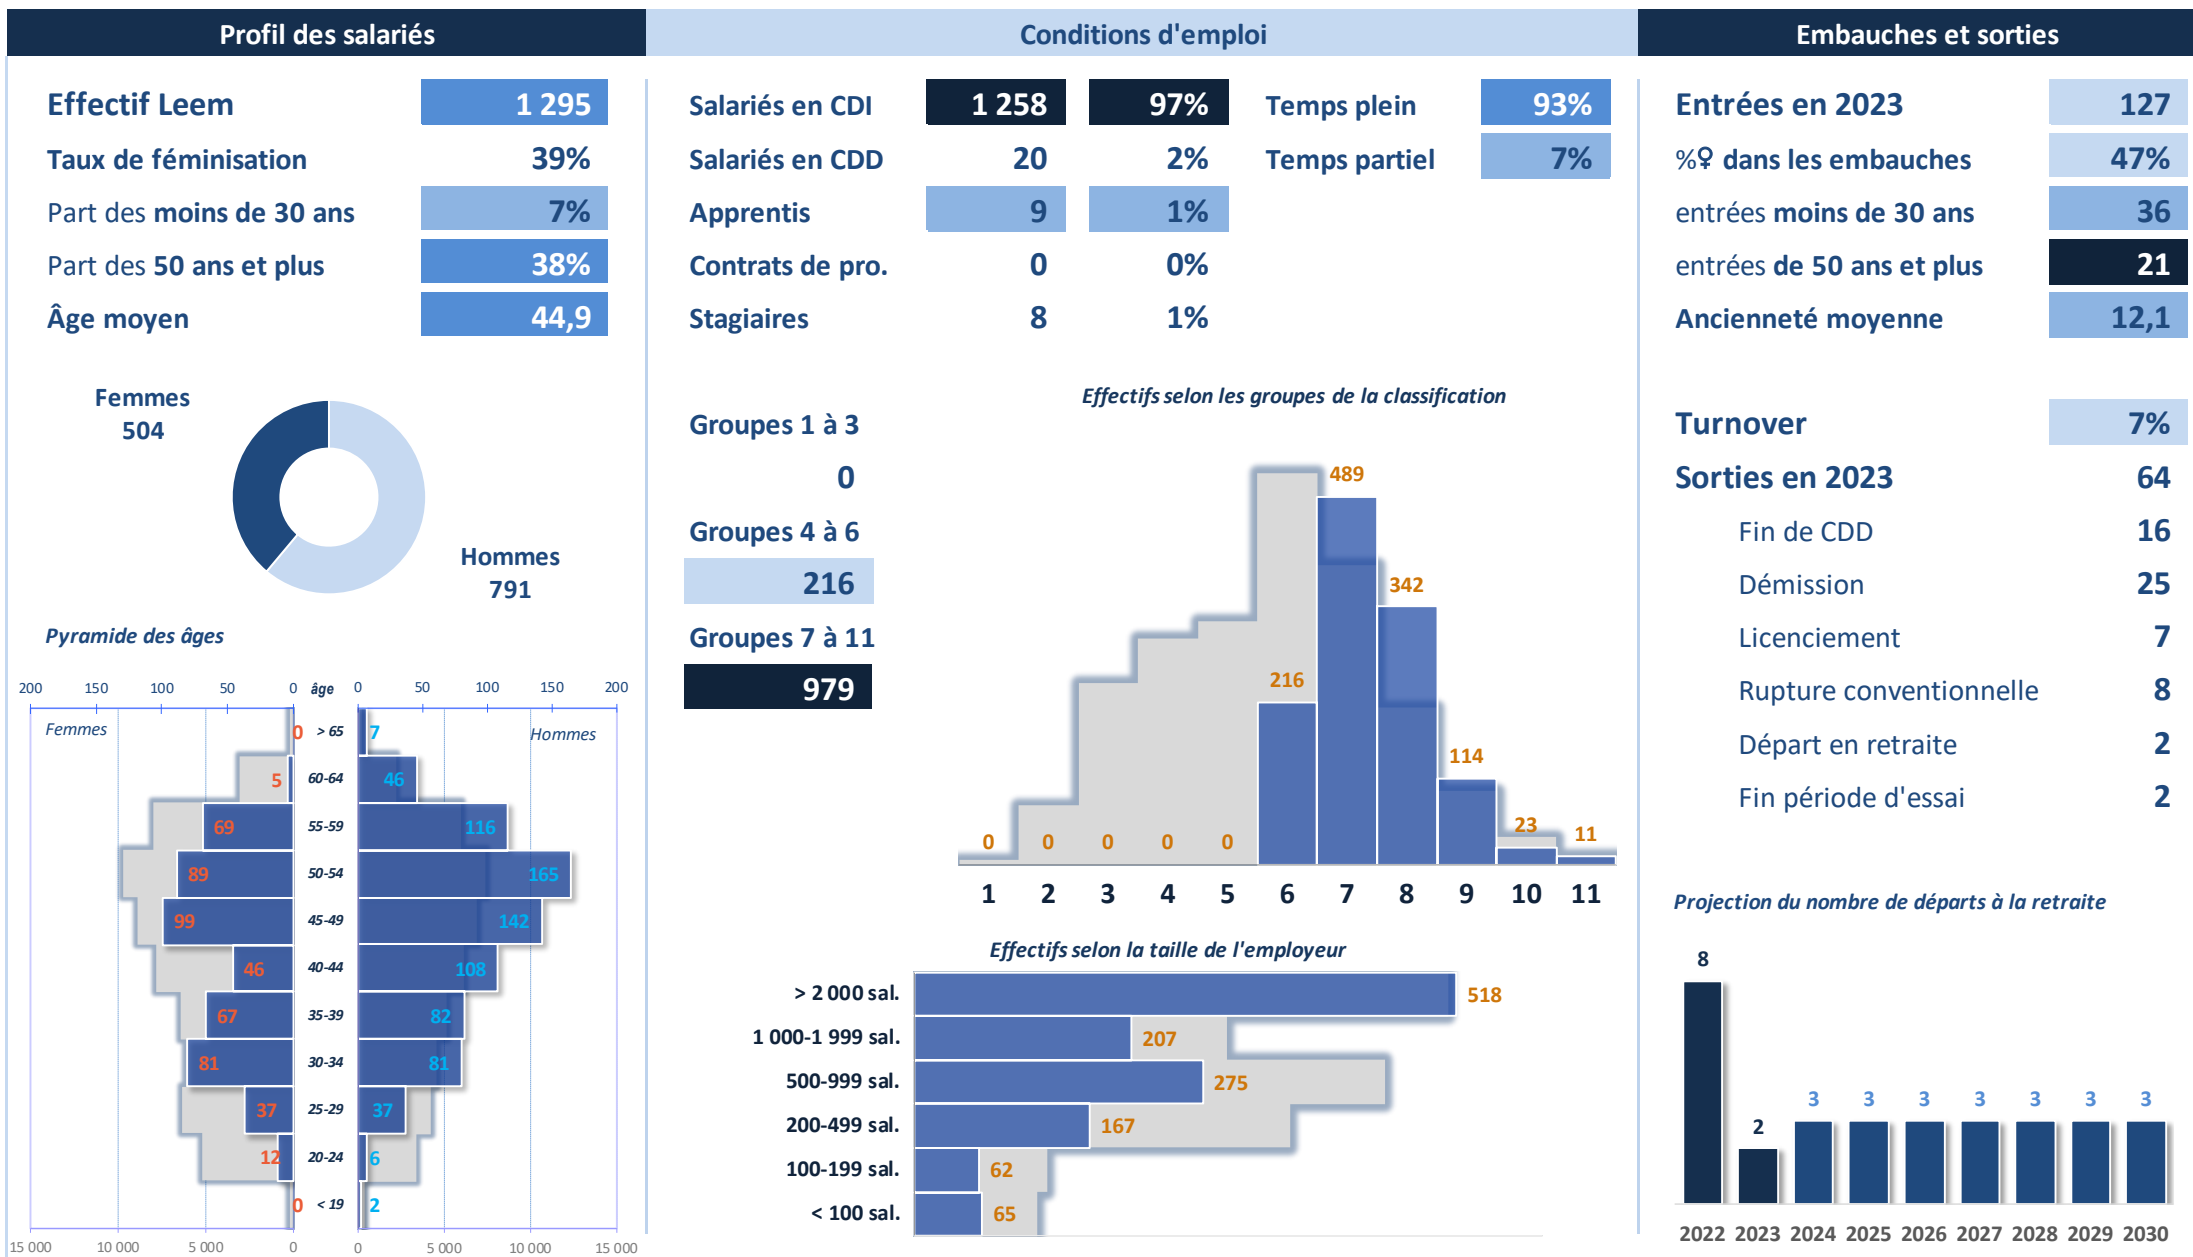 Profil des salariés
Effectif Leem 1 295
Taux de féminisation 39%
Part des moins de 30 ans 7%
Part des 50 ans et plus 38%
Âge moyen 44,9
Femmes
504
Hommes
791
Pyramide des âges
200 150 100 50 0 âge 0 50 100 150 200
Femmes Hommes
0 > 65 7
5 60-64 46
69 55-59 116
89 50-54 165
99 45-49 142
46 40-44 108
67 35-39 82
81 30-34 81
37 25-29 37
12 20-24 6
0 < 19 2
15 000 10 000 5 000 0 0 5 000 10 000 15 000
Conditions d'emploi
Salariés en CDI 1 258 97% Temps plein 93%
Salariés en CDD 20 2% Temps partiel 7%
Apprentis 9 1%
Contrats de pro. 0 0%
Stagiaires 8 1%
Groupes 1 à 3
0
Groupes 4 à 6
216
Groupes 7 à 11
979
Effectifs selon les groupes de la classification
0 0 0 0 0 216 489 342 114 23 11
1 2 3 4 5 6 7 8 9 10 11
Effectifs selon la taille de l'employeur
> 2 000 sal. 518
1 000-1 999 sal. 207
500-999 sal. 275
200-499 sal. 167
100-199 sal. 62
< 100 sal. 65
Embauches et sorties
Entrées en 2023 127
%♀ dans les embauches 47%
entrées moins de 30 ans 36
entrées de 50 ans et plus 21
Ancienneté moyenne 12,1
Turnover 7%
Sorties en 2023 64
Fin de CDD 16
Démission 25
Licenciement 7
Rupture conventionnelle 8
Départ en retraite 2
Fin période d'essai 2
Projection du nombre de départs à la retraite
8 2 3 3 3 3 3 3 3
2022 2023 2024 2025 2026 2027 2028 2029 2030